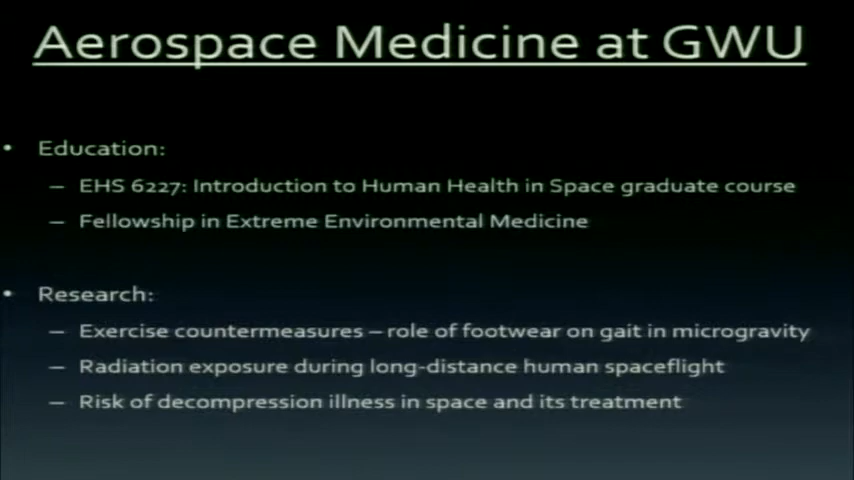 Aerospace Medicine at GWU
• Education:
– EHS 6227: Introduction to Human Health in Space graduate course
– Fellowship in Extreme Environmental Medicine
• Research:
– Exercise countermeasures – role of footwear on gait in microgravity
– Radiation exposure during long-distance human spaceflight
– Risk of decompression illness in space and its treatment